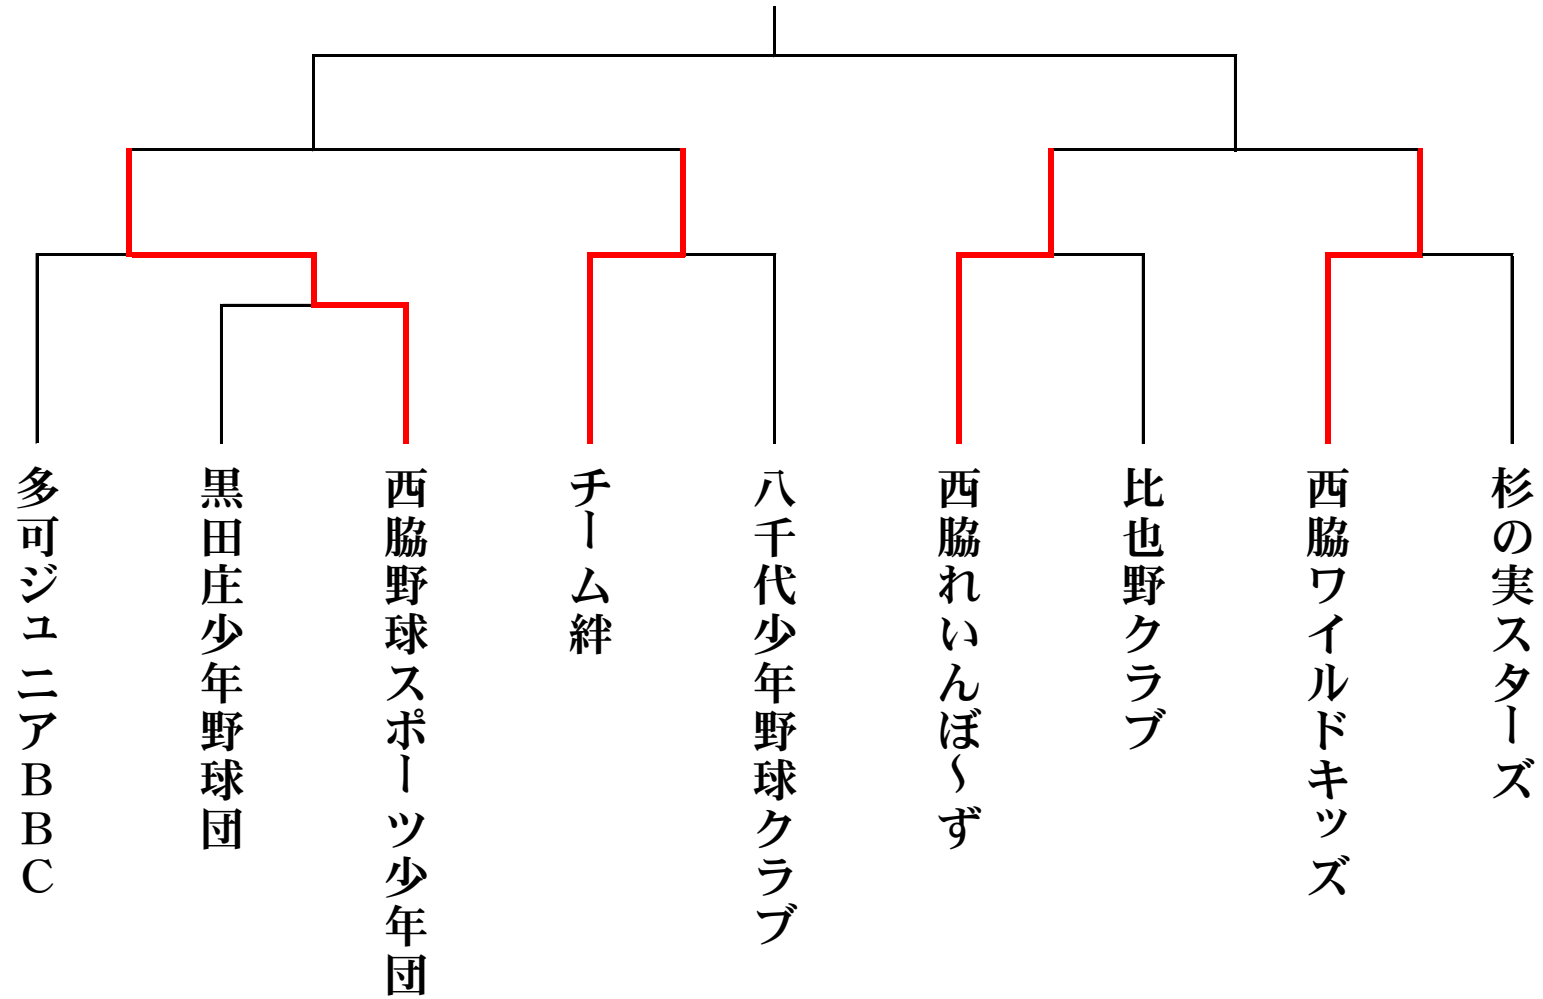 多可ジュニアＢＢＣ
黒田庄少年野球団
西脇野球スポーツ少年団
チーム絆
八千代少年野球クラブ
西脇れいんぼ～ず
比也野クラブ
西脇ワイルドキッズ
杉の実スターズ